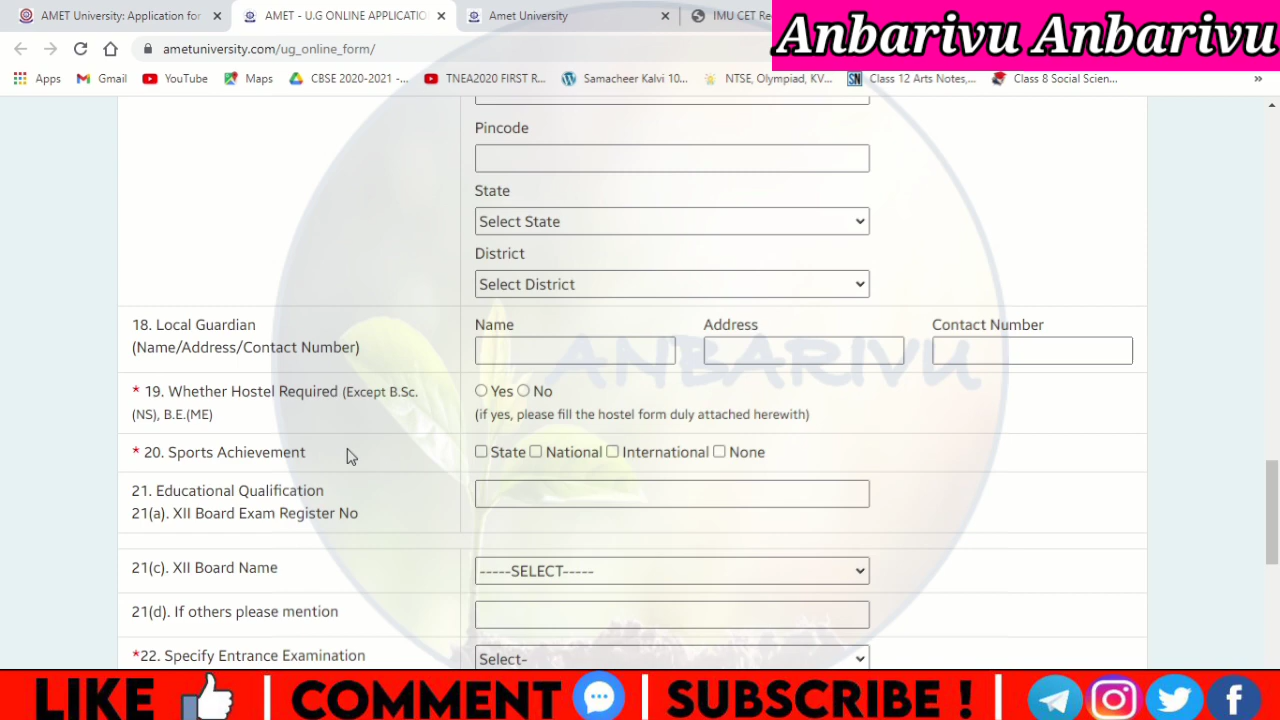 AMET University: Application for
AMET - U.G ONLINE APPLICATIO
Amet University
IMU CET Re
Anbarivu Anbarivu
ametuniversity.com/ug_online_form/
Apps
Gmail
YouTube
Maps
CBSE 2020-2021 -...
TNEA2020 FIRST R...
Samacheer Kalvi 10...
NTSE, Olympiad, KV...
SN Class 12 Arts Notes,...
Class 8 Social Scien...
»
Pincode
State
Select State
District
Select District
18. Local Guardian
(Name/Address/Contact Number)
Name
Address
Contact Number
* 19. Whether Hostel Required (Except B.Sc.
(NS), B.E.(ME)
Yes No
(if yes, please fill the hostel form duly attached herewith)
* 20. Sports Achievement
State National International None
21. Educational Qualification
21(a). XII Board Exam Register No
21(c). XII Board Name
-----SELECT-----
21(d). If others please mention
*22. Specify Entrance Examination
Select-
ANBARIVU
LIKE | COMMENT | SUBSCRIBE ! |